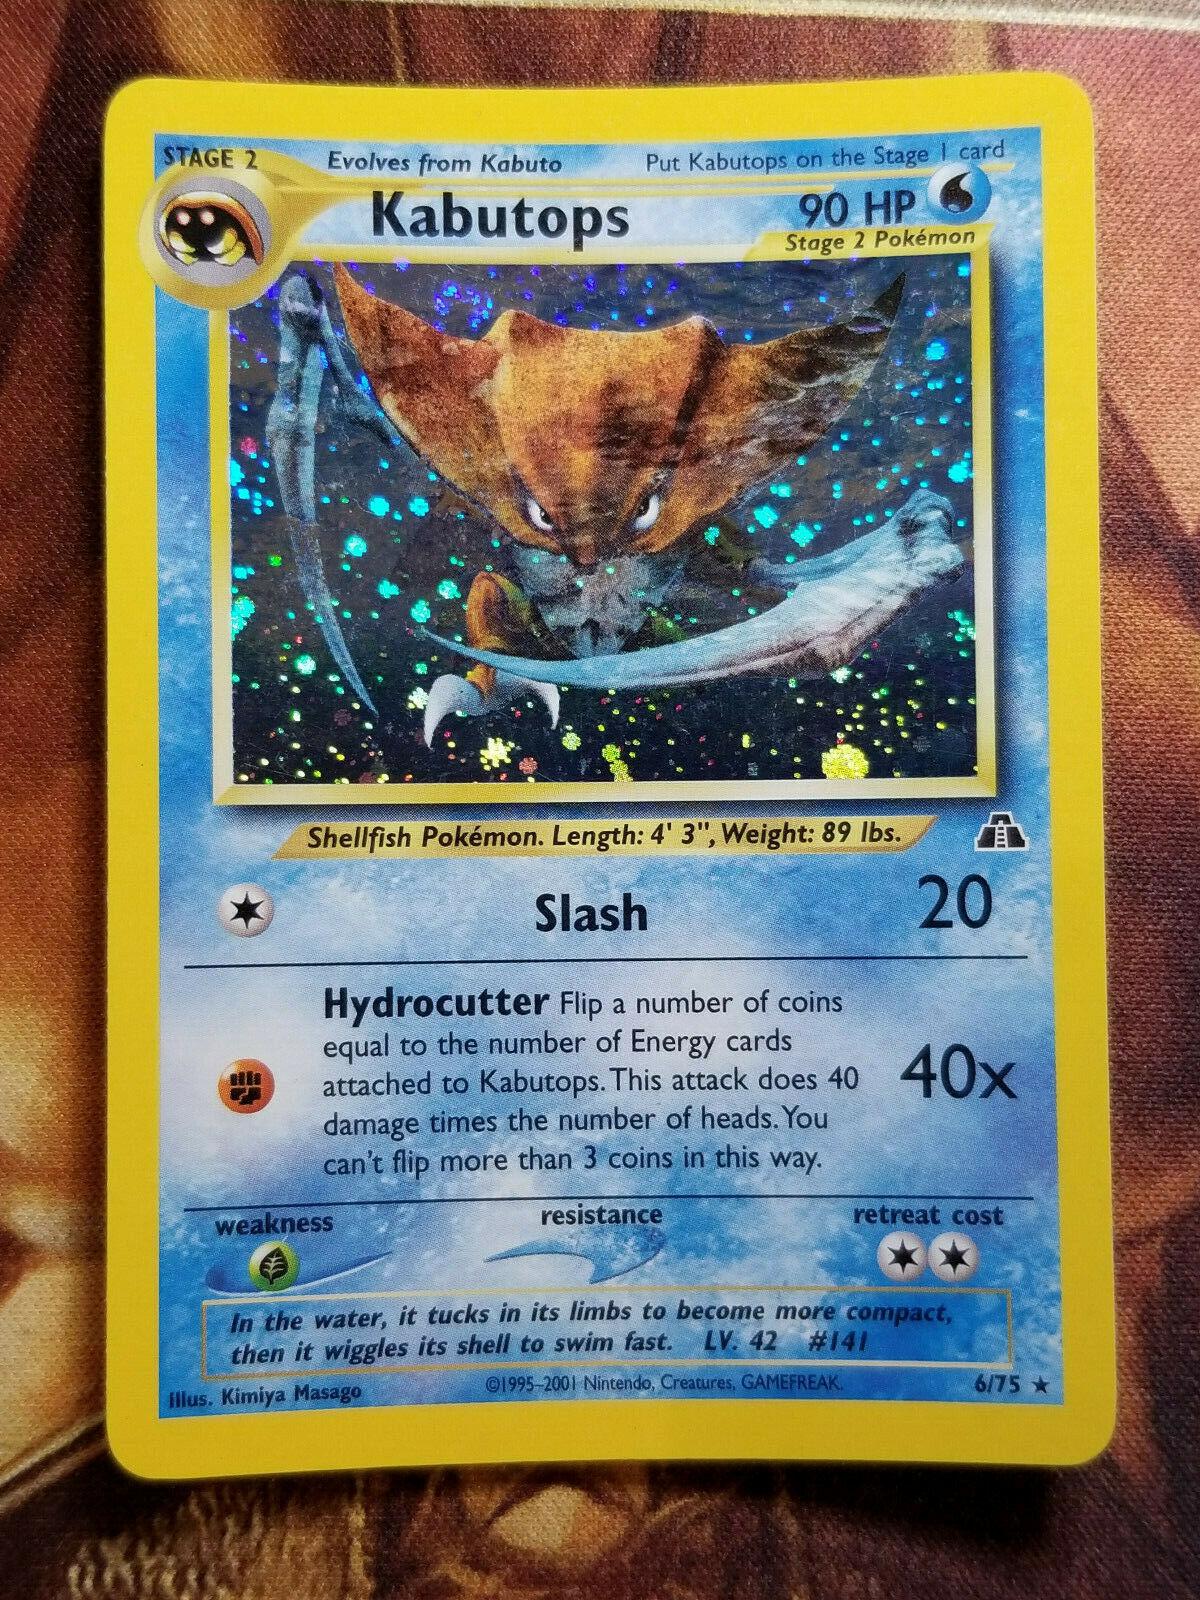 STAGE 2
Evolves from Kabuto
Put Kabutops on the Stage 1 card
Kabutops
90 HP
Stage 2 Pokémon
Shellfish Pokémon. Length: 4' 3", Weight: 89 lbs.
Slash
20
Hydrocutter Flip a number of coins
equal to the number of Energy cards
attached to Kabutops. This attack does 40
damage times the number of heads. You
can't flip more than 3 coins in this way.
40x
weakness
resistance
retreat cost
In the water, it tucks in its limbs to become more compact,
then it wiggles its shell to swim fast. LV. 42 #141
Illus. Kimiya Masago
©1995-2001 Nintendo, Creatures, GAMEFREAK.
6/75 ★